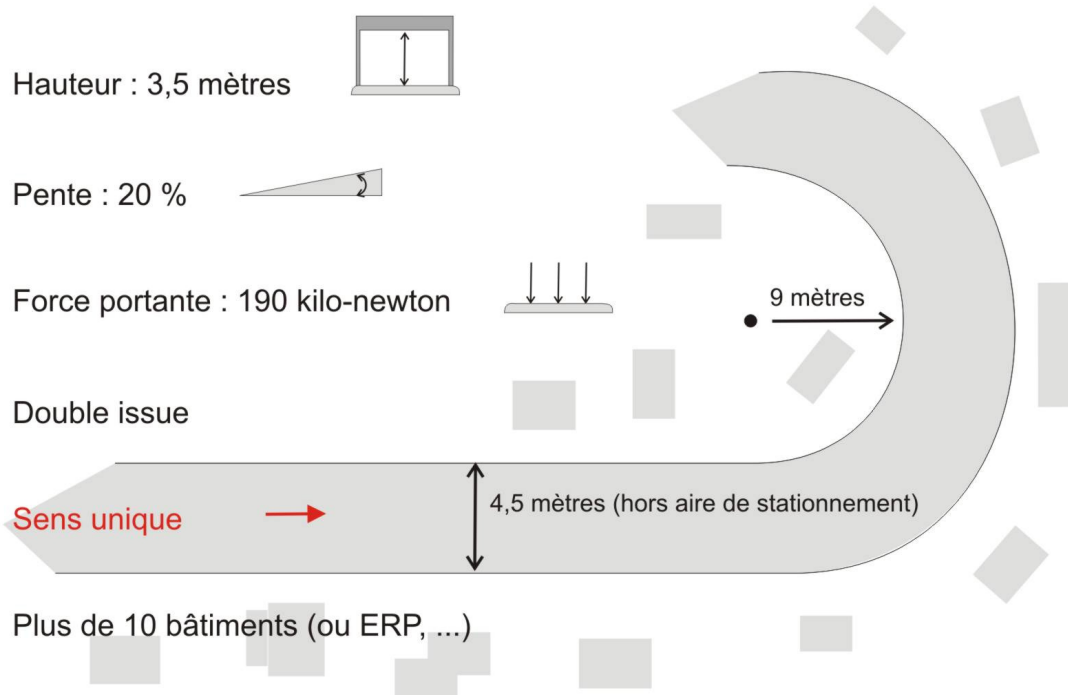 Hauteur : 3,5 mètres
Pente : 20 %
Force portante : 190 kilo-newton
9 mètres
Double issue
4,5 mètres (hors aire de stationnement)
Sens unique
Plus de 10 bâtiments (ou ERP, ...)